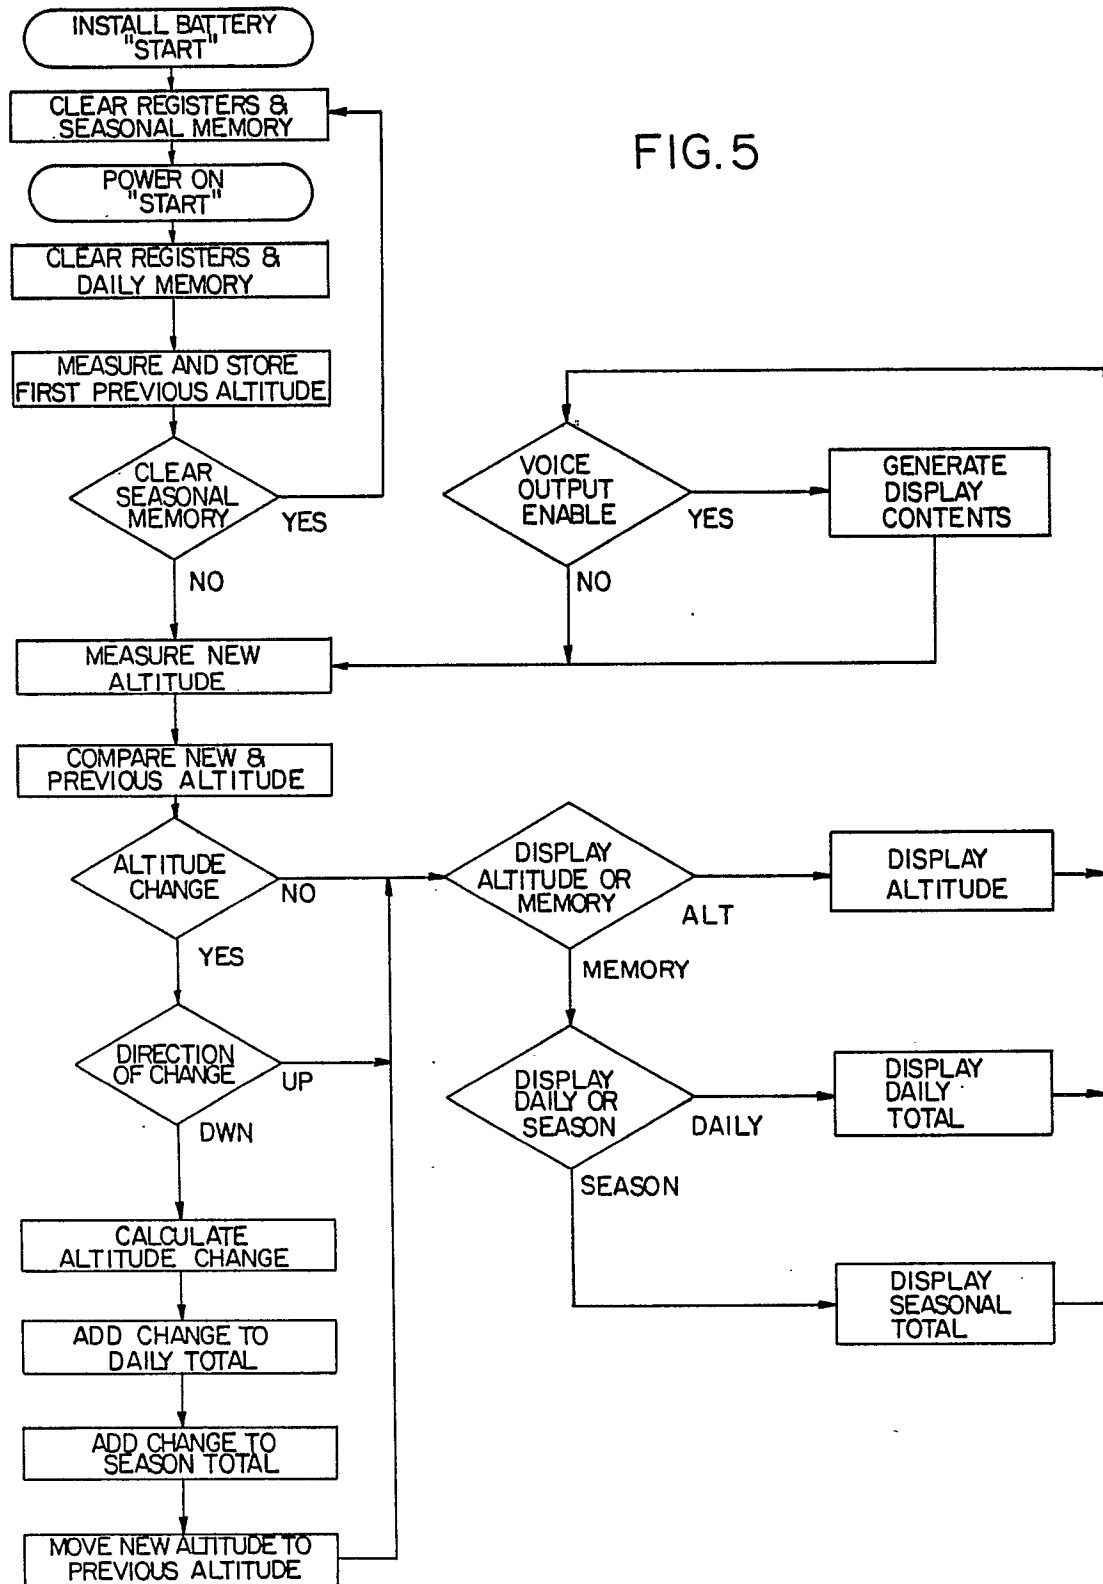 INSTALL BATTERY
"START"
CLEAR REGISTERS &
SEASONAL MEMORY
FIG. 5
POWER ON
"START"
CLEAR REGISTERS &
DAILY MEMORY
MEASURE AND STORE
FIRST PREVIOUS ALTITUDE
CLEAR
SEASONAL
MEMORY
YES
NO
VOICE
OUTPUT
ENABLE
YES
NO
GENERATE
DISPLAY
CONTENTS
MEASURE NEW
ALTITUDE
COMPARE NEW &
PREVIOUS ALTITUDE
ALTITUDE
CHANGE
NO
YES
DISPLAY
ALTITUDE OR
MEMORY
ALT
MEMORY
DISPLAY
ALTITUDE
DIRECTION
OF CHANGE
UP
DWN
DISPLAY
DAILY OR
SEASON
DAILY
SEASON
DISPLAY
DAILY
TOTAL
CALCULATE
ALTITUDE CHANGE
DISPLAY
SEASONAL
TOTAL
ADD CHANGE TO
DAILY TOTAL
ADD CHANGE TO
SEASON TOTAL
MOVE NEW ALTITUDE TO
PREVIOUS ALTITUDE